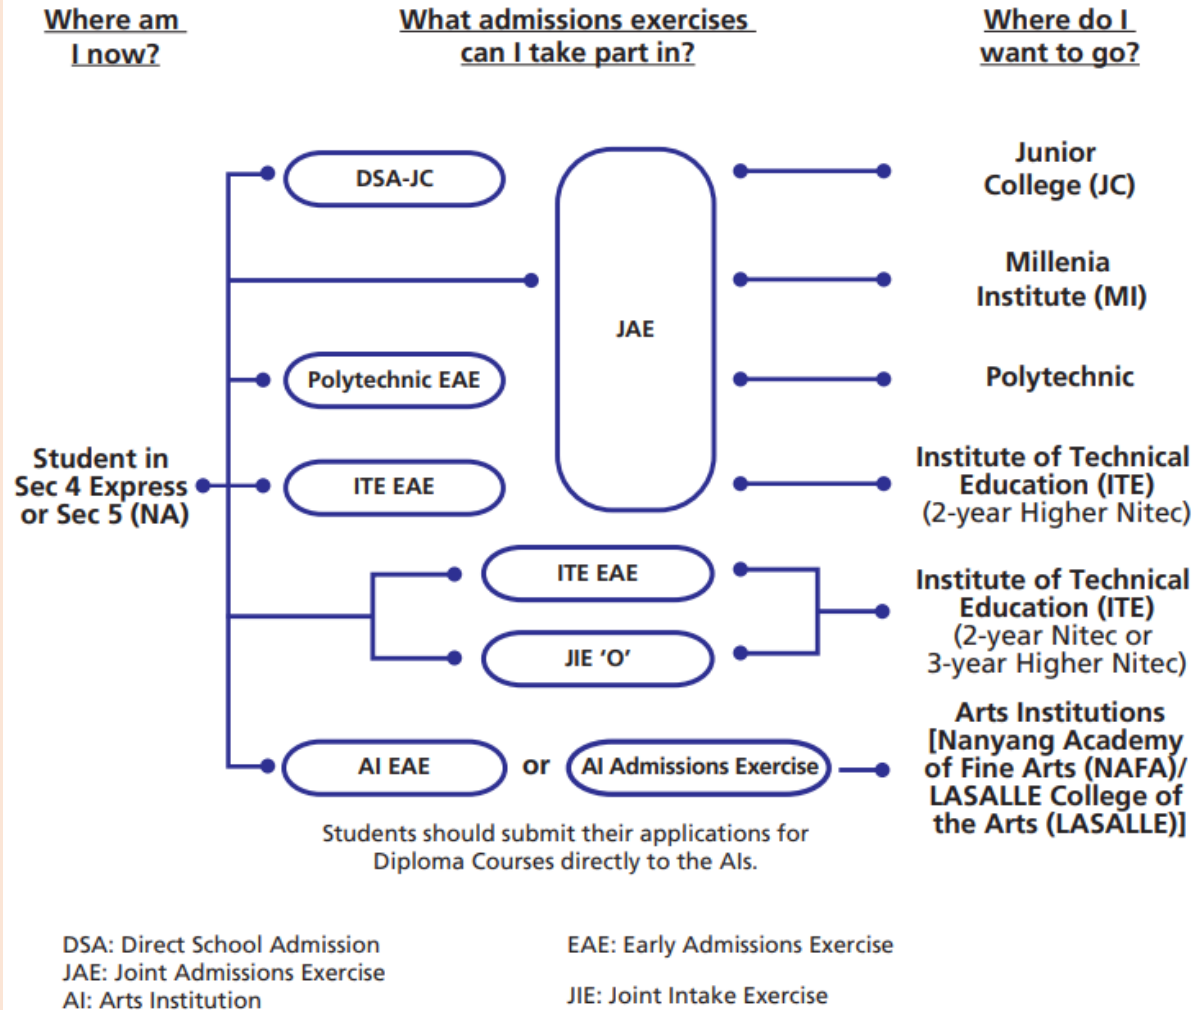 Where am
I now?
What admissions exercises
can I take part in?
Where do I
want to go?
DSA-JC
JAE
Junior
College (JC)
Millenia
Institute (MI)
Polytechnic EAE
Polytechnic
Student in
Sec 4 Express
or Sec 5 (NA)
ITE EAE
Institute of Technical
Education (ITE)
(2-year Higher Nitec)
ITE EAE
JIE ‘O’
Institute of Technical
Education (ITE)
(2-year Nitec or
3-year Higher Nitec)
AI EAE
or
AI Admissions Exercise
Arts Institutions
[Nanyang Academy
of Fine Arts (NAFA)/
LASALLE College of
the Arts (LASALLE)]
Students should submit their applications for
Diploma Courses directly to the AIs.
DSA: Direct School Admission
JAE: Joint Admissions Exercise
AI: Arts Institution
EAE: Early Admissions Exercise
JIE: Joint Intake Exercise